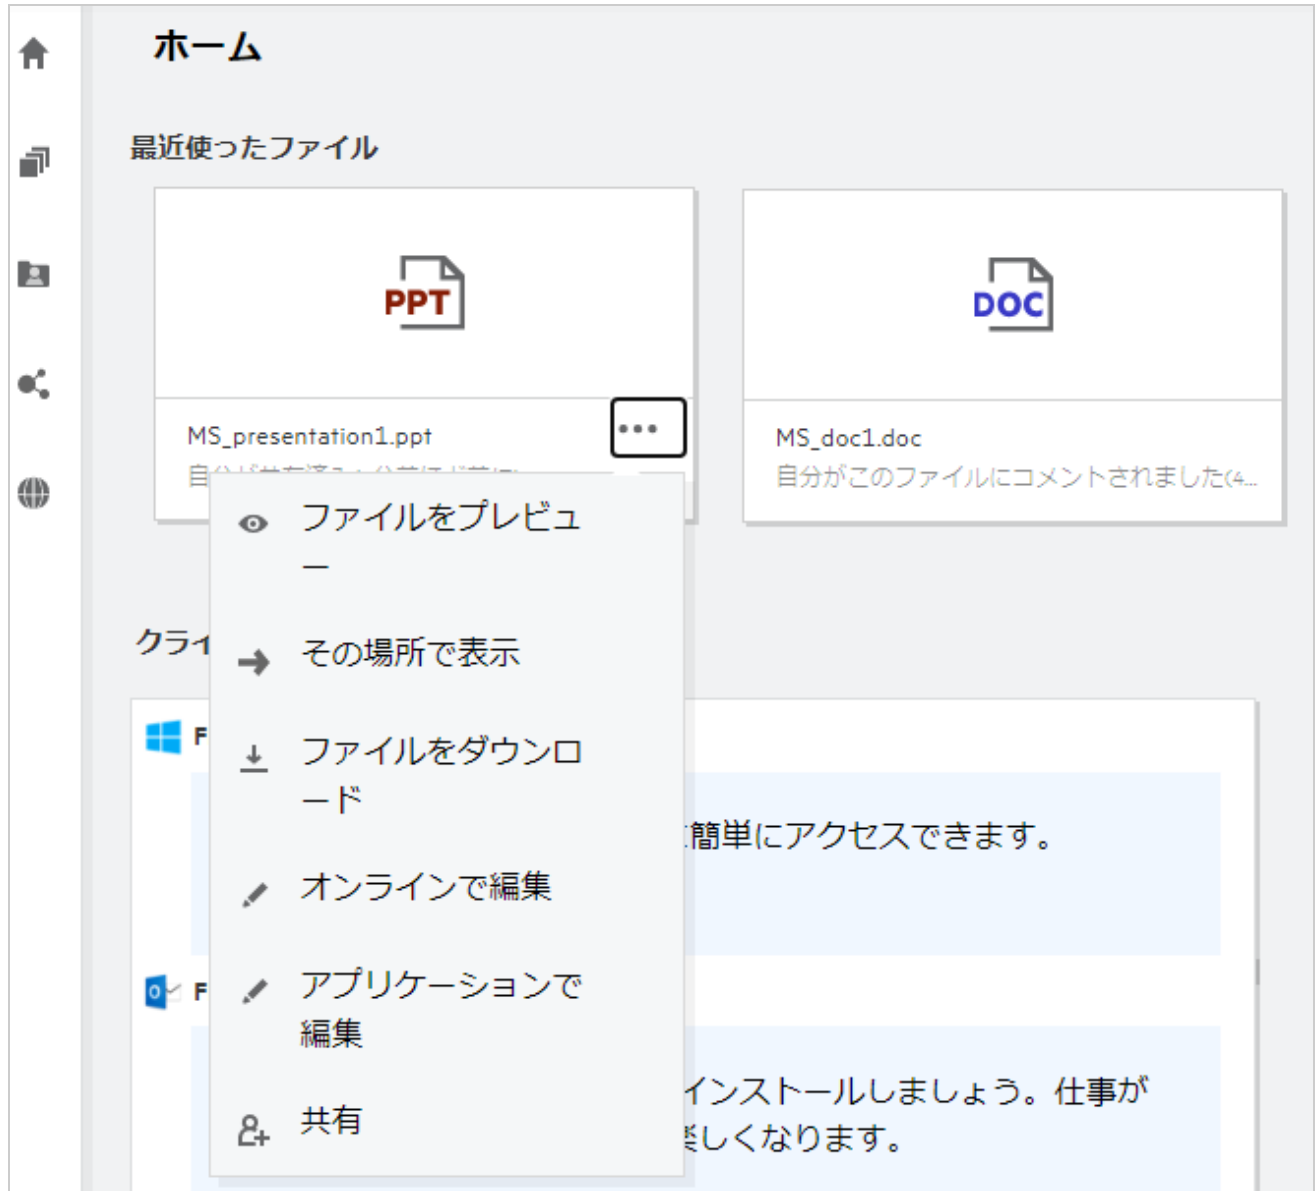 ホーム
最近使ったファイル
PPT
DOC
MS_presentation1.ppt
MS_doc1.doc
自分がこのファイルにコメントされました(4...
ファイルをプレビュ
ー
その場所で表示
ファイルをダウンロ
ード
オンラインで編集
アプリケーションで
編集
共有
クライ
F
簡単にアクセスできます。
F
インストールしましょう。仕事が
楽しくなります。